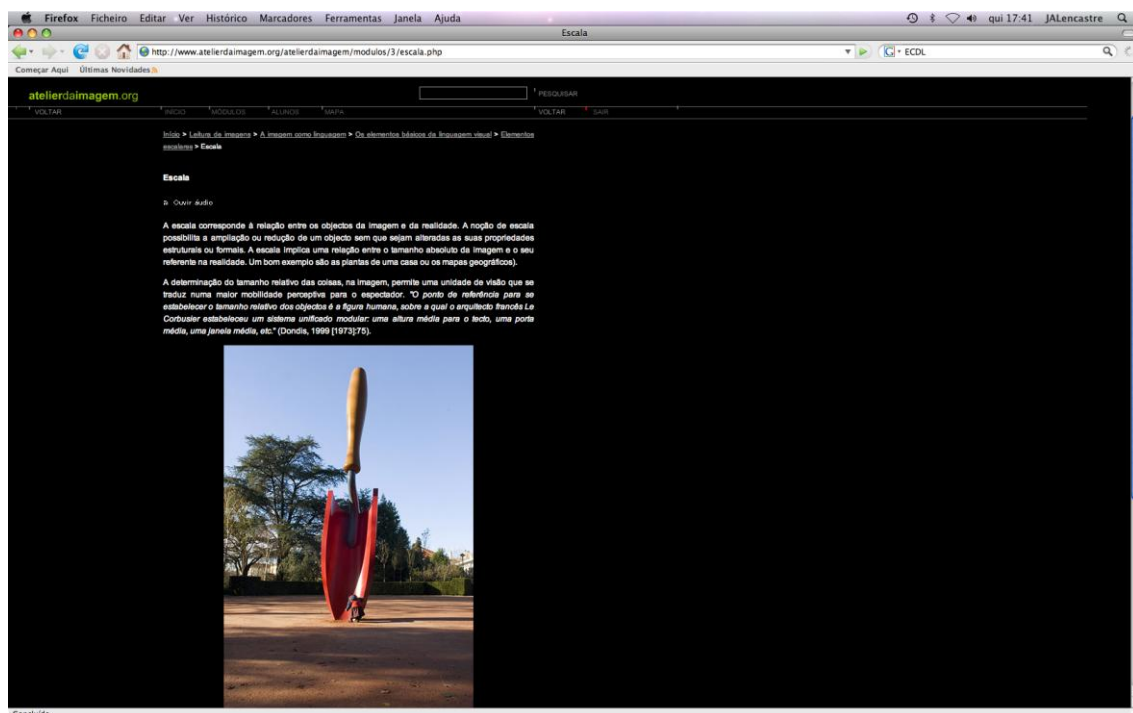 Firefox Ficheiro Editar Ver Histórico Marcadores Ferramentas Janela Ajuda qui 17:41 JALencastre
Escala
http://www.atelierdaimagem.org/atelierdaimagem/modulos/3/escala.php ECDL
Começar Aqui Últimas Novidades
atelierdaimagem.org PESQUISAR
VOLTAR INÍCIO MÓDULOS ALUNOS MAPA VOLTAR SAIR
Início > Leitura de imagens > A imagem como linguagem > Os elementos básicos da linguagem visual > Elementos
escalares > Escala
Escala
Ouvir áudio
A escala corresponde à relação entre os objectos da imagem e da realidade. A noção de escala
possibilita a ampliação ou redução de um objecto sem que sejam alteradas as suas propriedades
estruturais ou formais. A escala implica uma relação entre o tamanho absoluto da imagem e o seu
referente na realidade. Um bom exemplo são as plantas de uma casa ou os mapas geográficos).
A determinação do tamanho relativo das coisas, na imagem, permite uma unidade de visão que se
traduz numa maior mobilidade perceptiva para o espectador. "O ponto de referência para se
estabelecer o tamanho relativo dos objectos é a figura humana, sobre a qual o arquitecto francês Le
Corbusier estabeleceu um sistema unificado modular: uma altura média para o tecto, uma porta
média, uma janela média, etc." (Dondis, 1999 [1973]:75).
Concluído